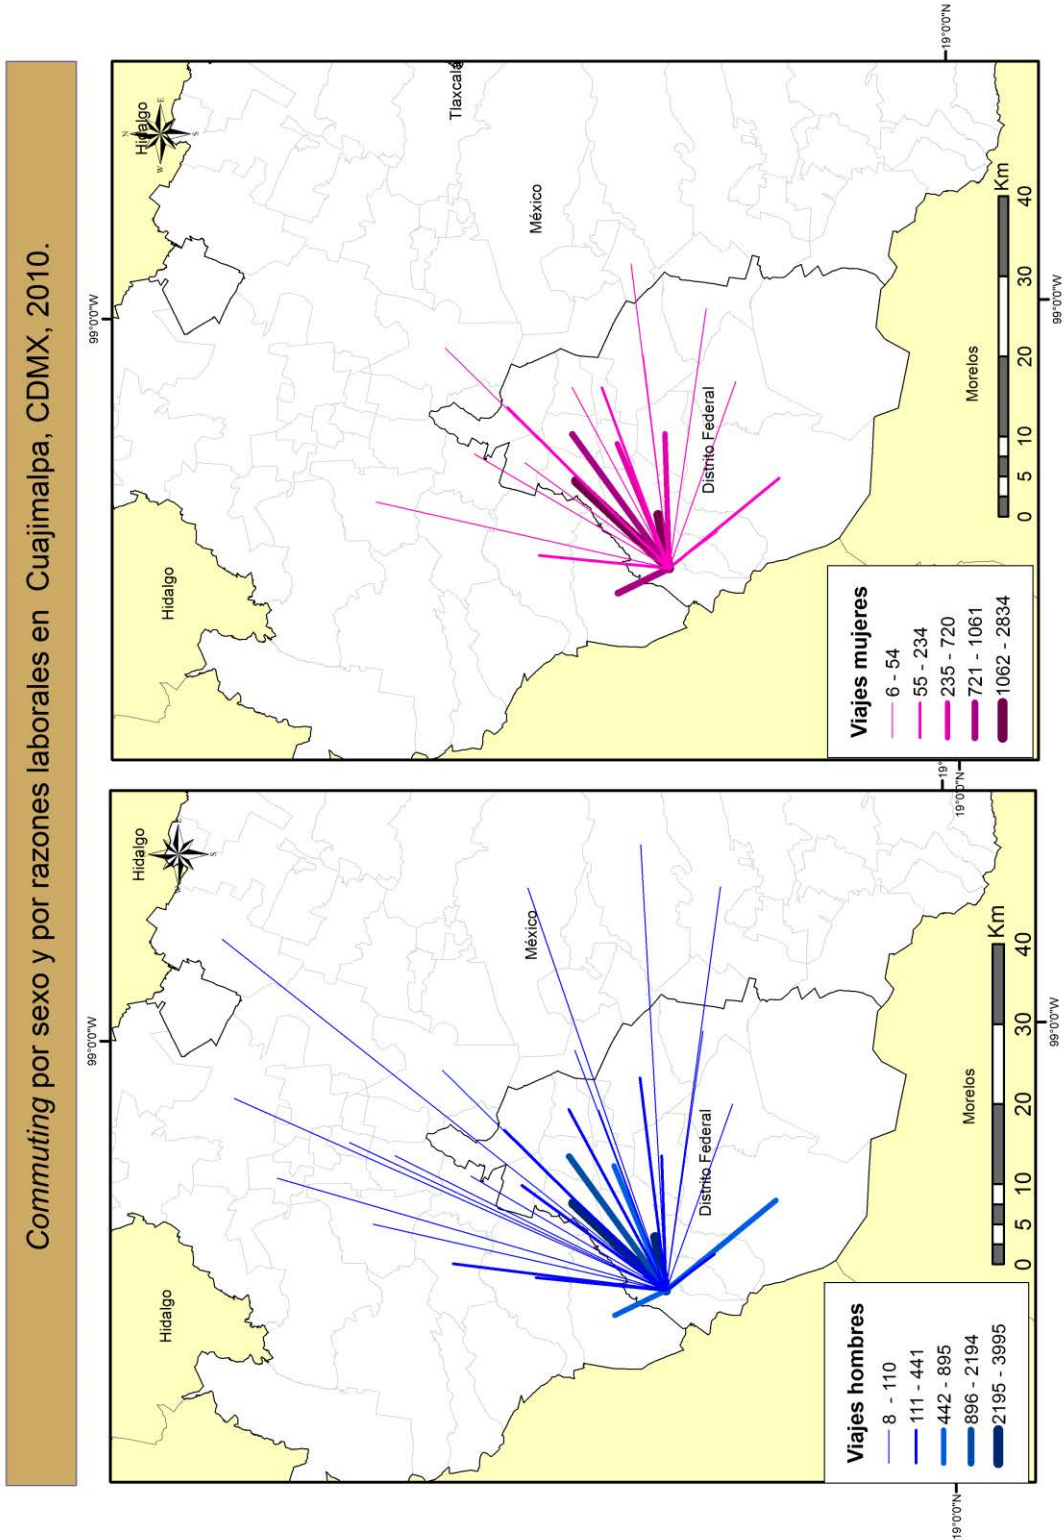 Commuting por sexo y por razones laborales en Cuajimalpa, CDMX, 2010.
99°0'0"W
Hidalgo
Hidalgo
México
Distrito Federal
Morelos
Viajes hombres
8 - 110
111 - 441
442 - 895
896 - 2194
2195 - 3995
0 5 10 20 30 40
Km
19°0'0"N
19°0'0"N
99°0'0"W
99°0'0"W
Hidalgo
Hidalgo
N
E
S
W
Tlaxcala
México
Distrito Federal
Morelos
Viajes mujeres
6 - 54
55 - 234
235 - 720
721 - 1061
1062 - 2834
0 5 10 20 30 40
Km
19°
19°0'0"N
99°0'0"W